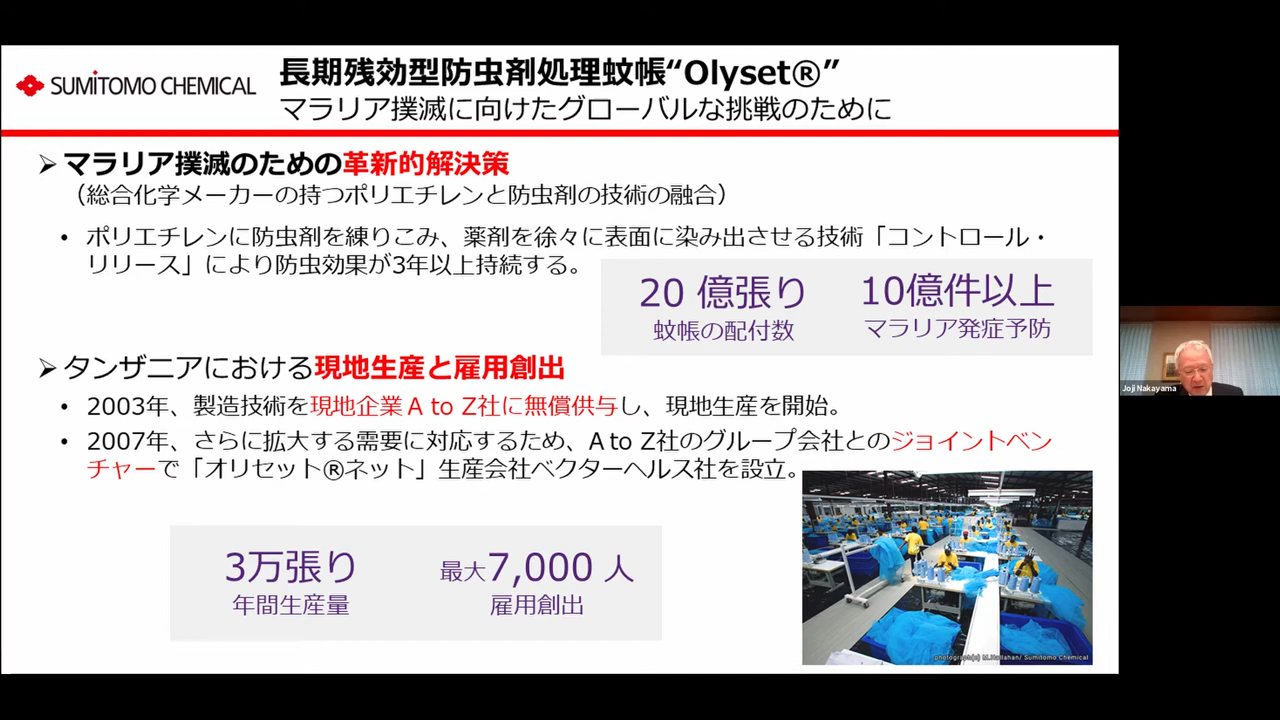 SUMITOMO CHEMICAL
長期残効型防虫剤処理蚊帳“Olyset®”
マラリア撲滅に向けたグローバルな挑戦のために
➢マラリア撲滅のための革新的解決策
（総合化学メーカーの持つポリエチレンと防虫剤の技術の融合）
• ポリエチレンに防虫剤を練りこみ、薬剤を徐々に表面に染み出させる技術「コントロール・
リリース」により防虫効果が3年以上持続する。
20 億張り
蚊帳の配付数
10億件以上
マラリア発症予防
➢タンザニアにおける現地生産と雇用創出
• 2003年、製造技術を現地企業A to Z社に無償供与し、現地生産を開始。
• 2007年、さらに拡大する需要に対応するため、A to Z社のグループ会社とのジョイントベン
チャーで「オリセット®ネット」生産会社ベクターヘルス社を設立。
3万張り
年間生産量
最大7,000 人
雇用創出
photograph(c) M.Hallahan/ Sumitomo Chemical
Joji Nakayama